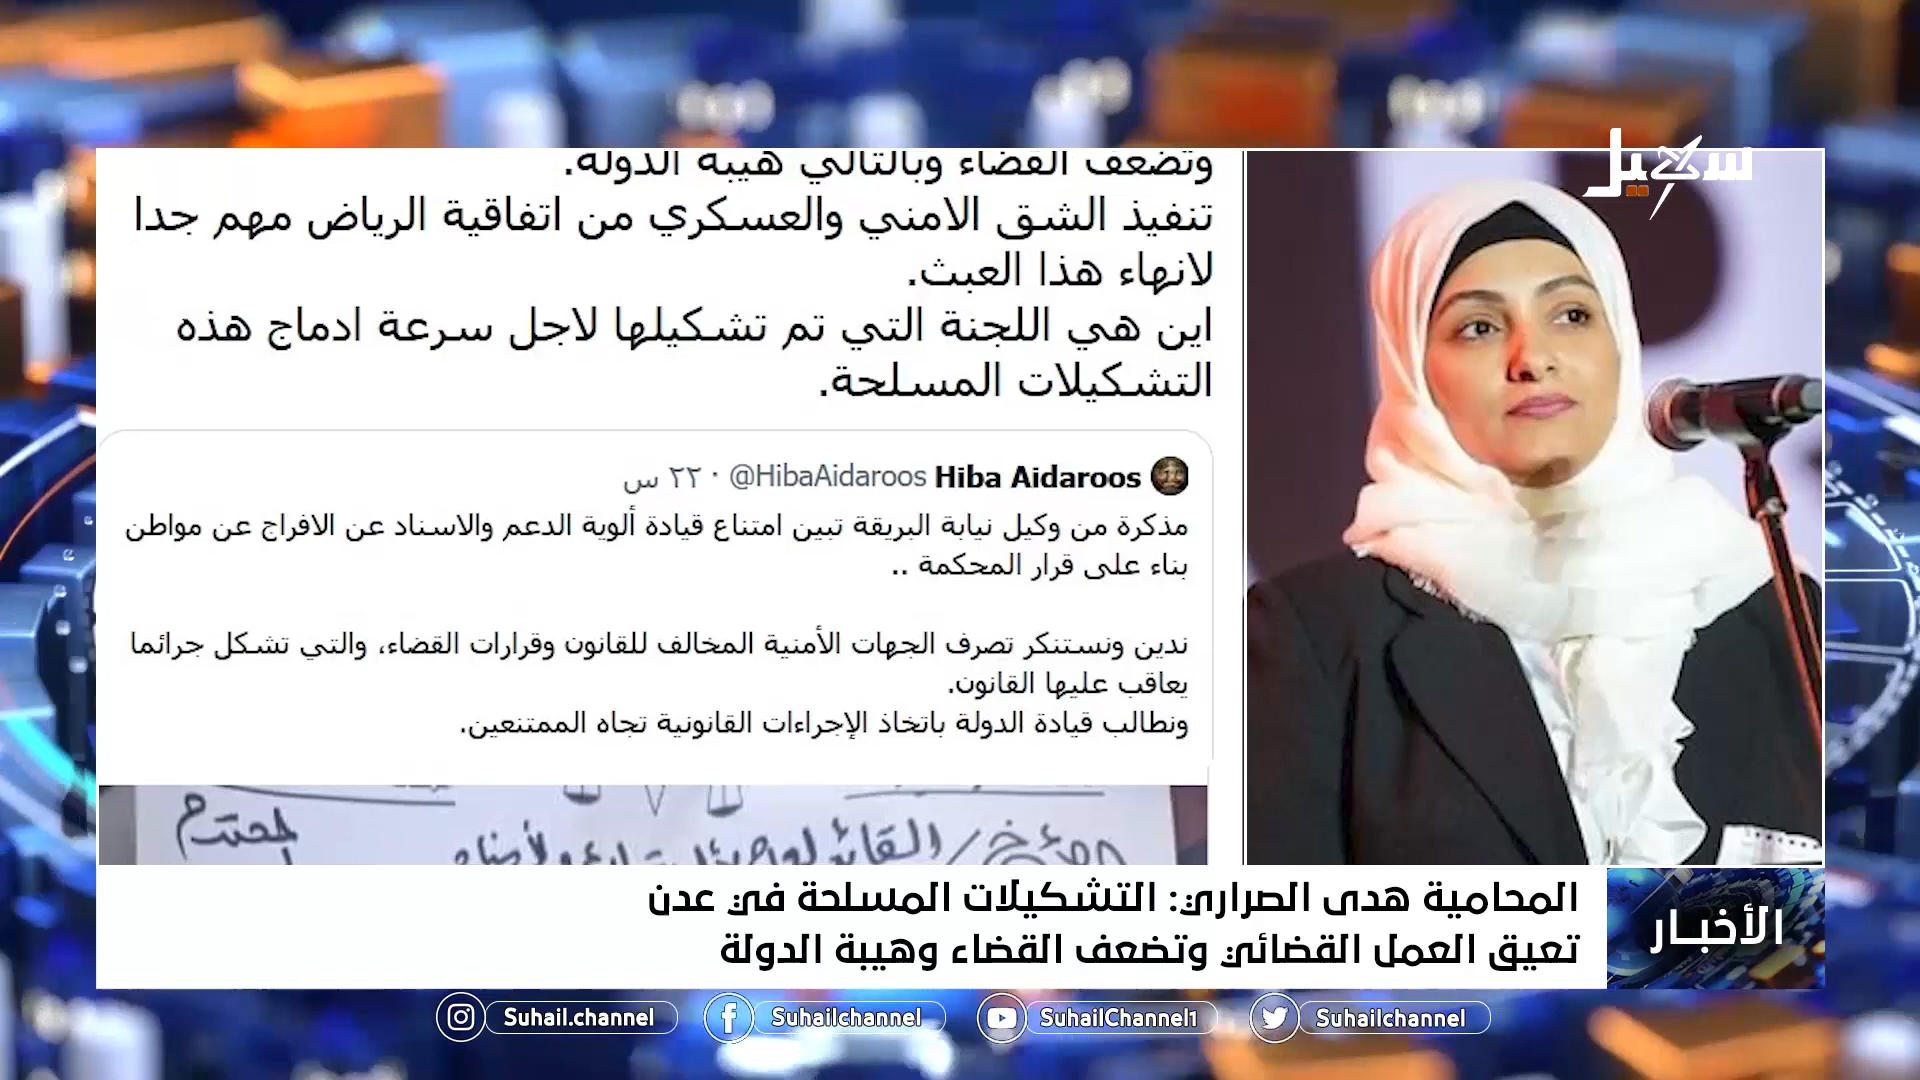 سهيل
وتضعف القضاء وبالتالي هيبة الدولة.
تنفيذ الشق الامني والعسكري من اتفاقية الرياض مهم جدا
لانهاء هذا العبث.
اين هي اللجنة التي تم تشكيلها لاجل سرعة ادماج هذه
التشكيلات المسلحة.
Hiba Aidaroos @HibaAidaroos · ٢٢ س
مذكرة من وكيل نيابة البريقة تبين امتناع قيادة ألوية الدعم والاسناد عن الافراج عن مواطن
بناء على قرار المحكمة ..
ندين ونستنكر تصرف الجهات الأمنية المخالف للقانون وقرارات القضاء، والتي تشكل جرائما
يعاقب عليها القانون.
ونطالب قيادة الدولة باتخاذ الإجراءات القانونية تجاه الممتنعين.
المحترم
الأخبار
المحامية هدى الصراري: التشكيلات المسلحة في عدن
تعيق العمل القضائي وتضعف القضاء وهيبة الدولة
Suhail.channel
Suhailchannel
SuhailChannel1
Suhailchannel